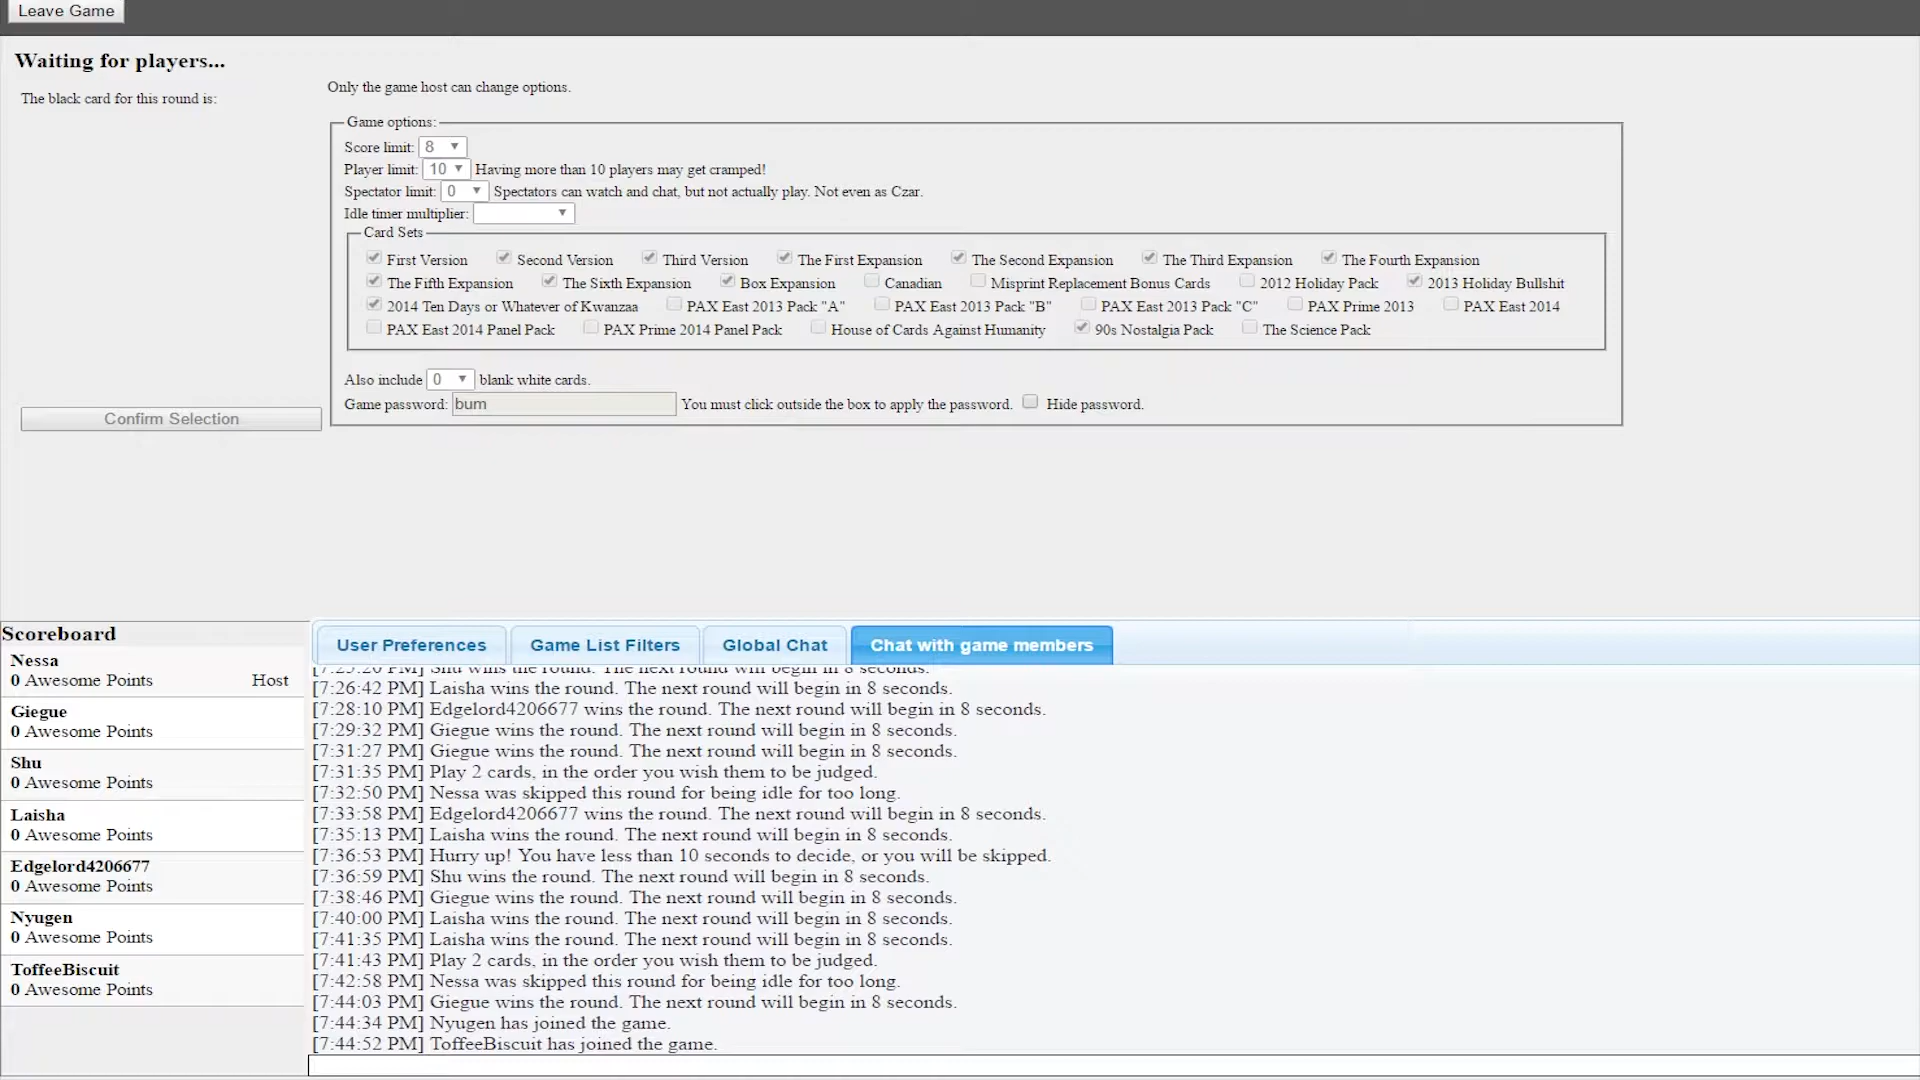 Leave Game
Waiting for players...
The black card for this round is:
Only the game host can change options.
Game options:
Score limit: 8
Player limit: 10 Having more than 10 players may get cramped!
Spectator limit: 0 Spectators can watch and chat, but not actually play. Not even as Czar.
Idle timer multiplier:
Card Sets
First Version Second Version Third Version The First Expansion The Second Expansion The Third Expansion The Fourth Expansion
The Fifth Expansion The Sixth Expansion Box Expansion Canadian Misprint Replacement Bonus Cards 2012 Holiday Pack 2013 Holiday Bullshit
2014 Ten Days or Whatever of Kwanzaa PAX East 2013 Pack "A" PAX East 2013 Pack "B" PAX East 2013 Pack "C" PAX Prime 2013 PAX East 2014
PAX East 2014 Panel Pack PAX Prime 2014 Panel Pack House of Cards Against Humanity 90s Nostalgia Pack The Science Pack
Also include 0 blank white cards.
Game password: bum You must click outside the box to apply the password. Hide password.
Confirm Selection
Scoreboard
Nessa
0 Awesome Points Host
Giegue
0 Awesome Points
Shu
0 Awesome Points
Laisha
0 Awesome Points
Edgelord4206677
0 Awesome Points
Nyugen
0 Awesome Points
ToffeeBiscuit
0 Awesome Points
User Preferences Game List Filters Global Chat Chat with game members
Shu wins the round. The next round will begin in 8 seconds.
[7:26:42 PM] Laisha wins the round. The next round will begin in 8 seconds.
[7:28:10 PM] Edgelord4206677 wins the round. The next round will begin in 8 seconds.
[7:29:32 PM] Giegue wins the round. The next round will begin in 8 seconds.
[7:31:27 PM] Giegue wins the round. The next round will begin in 8 seconds.
[7:31:35 PM] Play 2 cards, in the order you wish them to be judged.
[7:32:50 PM] Nessa was skipped this round for being idle for too long.
[7:33:58 PM] Edgelord4206677 wins the round. The next round will begin in 8 seconds.
[7:35:13 PM] Laisha wins the round. The next round will begin in 8 seconds.
[7:36:53 PM] Hurry up! You have less than 10 seconds to decide, or you will be skipped.
[7:36:59 PM] Shu wins the round. The next round will begin in 8 seconds.
[7:38:46 PM] Giegue wins the round. The next round will begin in 8 seconds.
[7:40:00 PM] Laisha wins the round. The next round will begin in 8 seconds.
[7:41:35 PM] Laisha wins the round. The next round will begin in 8 seconds.
[7:41:43 PM] Play 2 cards, in the order you wish them to be judged.
[7:42:58 PM] Nessa was skipped this round for being idle for too long.
[7:44:03 PM] Giegue wins the round. The next round will begin in 8 seconds.
[7:44:34 PM] Nyugen has joined the game.
[7:44:52 PM] ToffeeBiscuit has joined the game.